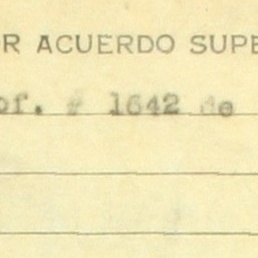 R ACUERDO SUPE
of. # 1642 de